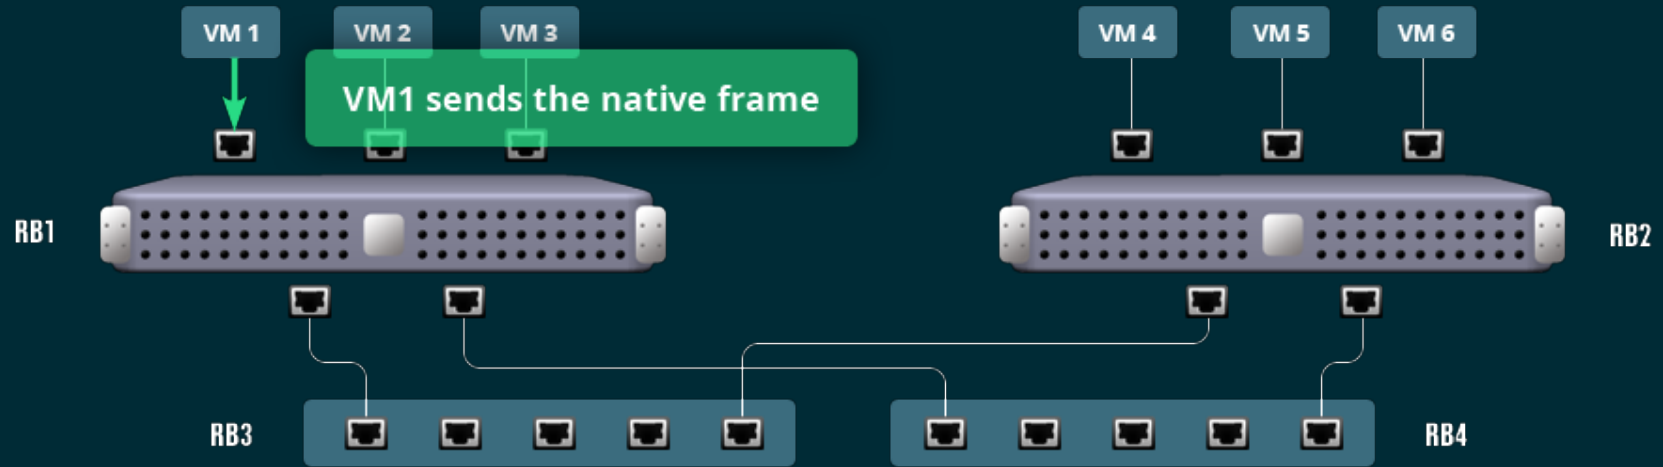 VM 1
VM 2
VM 3
VM 4
VM 5
VM 6
VM1 sends the native frame
RB1
RB2
RB3
RB4